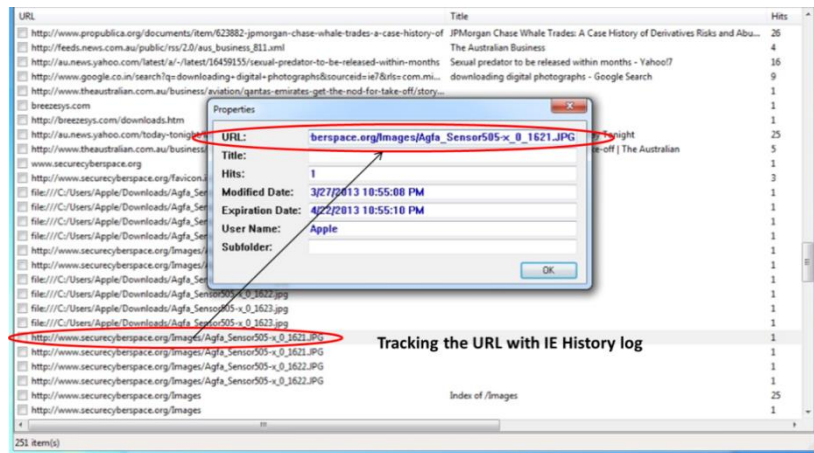 URL Title Hits
http://www.propublica.org/documents/item/623882-jpmorgan-chase-whale-trades-a-case-history-of JPMorgan Chase Whale Trades: A Case History of Derivatives Risks and Abu... 26
http://feeds.news.com.au/public/rss/2.0/aus_business_811.xml The Australian Business 4
http://au.news.yahoo.com/latest/a/-/latest/16459155/sexual-predator-to-be-released-within-months Sexual predator to be released within months - Yahoo!7 16
http://www.google.co.in/search?q=downloading+digital+photographs&sourceid=ie7&rls=com.mi... downloading digital photographs - Google Search 9
http://www.theaustralian.com.au/business/aviation/qantas-emirates-get-the-nod-for-take-off/story... 1
breezesys.com 1
http://breezesys.com/downloads.htm 1
http://au.news.yahoo.com/today-tonight/ Tonight 25
http://www.theaustralian.com.au/business/ ke-off | The Australian 5
www.securecyberspace.org 1
http://www.securecyberspace.org/favicon.i 3
file:///C:/Users/Apple/Downloads/Agfa_Sen 1
file:///C:/Users/Apple/Downloads/Agfa_Sen 1
file:///C:/Users/Apple/Downloads/Agfa_Sen 1
http://www.securecyberspace.org/Images/ 1
http://www.securecyberspace.org/Images/ 1
file:///C:/Users/Apple/Downloads/Agfa_Sen 1
file:///C:/Users/Apple/Downloads/Agfa_Sensor505-x_0_1622.jpg 1
file:///C:/Users/Apple/Downloads/Agfa_Sensor505-x_0_1623.jpg 1
file:///C:/Users/Apple/Downloads/Agfa_Sensor505-x_0_1623.jpg 1
http://www.securecyberspace.org/Images/Agfa_Sensor505-x_0_1621.JPG 1
http://www.securecyberspace.org/Images/Agfa_Sensor505-x_0_1621.JPG 1
http://www.securecyberspace.org/Images/Agfa_Sensor505-x_0_1622.JPG 1
http://www.securecyberspace.org/Images/Agfa_Sensor505-x_0_1622.JPG 1
http://www.securecyberspace.org/Images Index of /Images 25
http://www.securecyberspace.org/Images 1
251 item(s)
Properties
URL: berspace.org/Images/Agfa_Sensor505-x_0_1621.JPG
Title:
Hits: 1
Modified Date: 3/27/2013 10:55:08 PM
Expiration Date: 4/22/2013 10:55:10 PM
User Name: Apple
Subfolder:
OK
Tracking the URL with IE History log